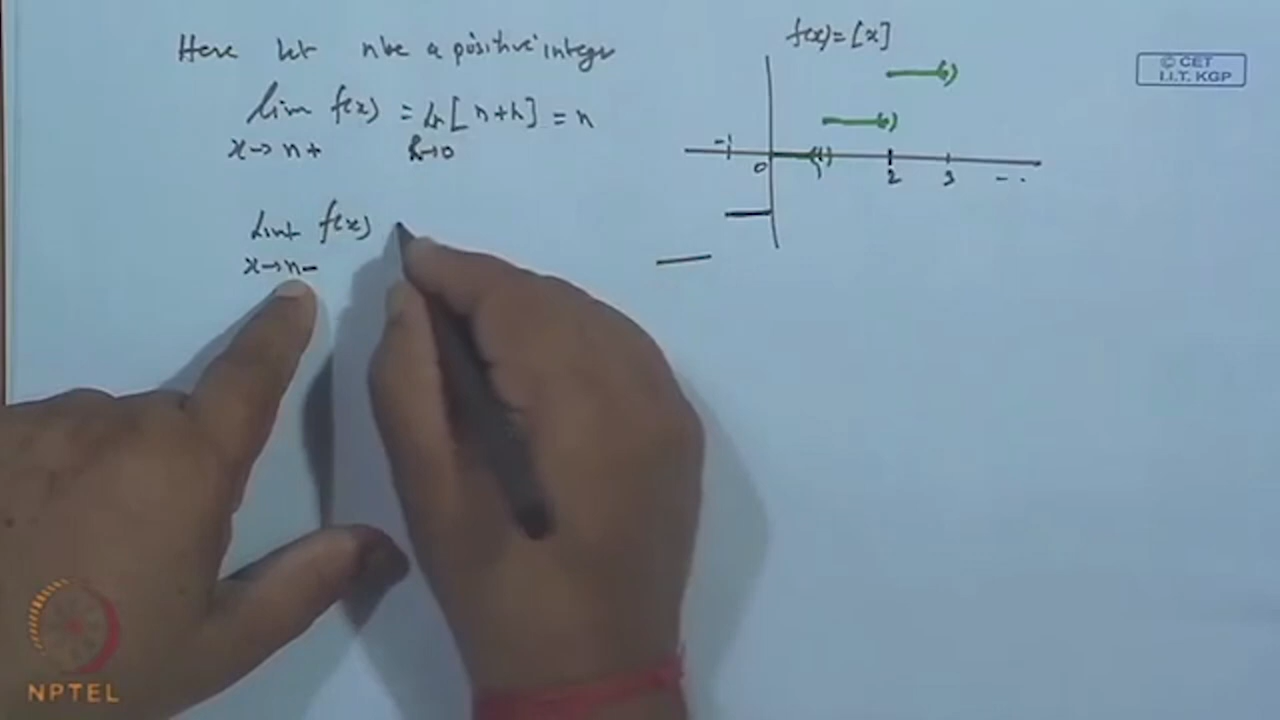 Here let n be a positive integer
f(x) = [x]
© CET
I.I.T. KGP
lim f(x) = Lt [n+h] = n
x→n+ h→0
-1 0 1 2 3 - .
Limt f(x)
x→n-
NPTEL